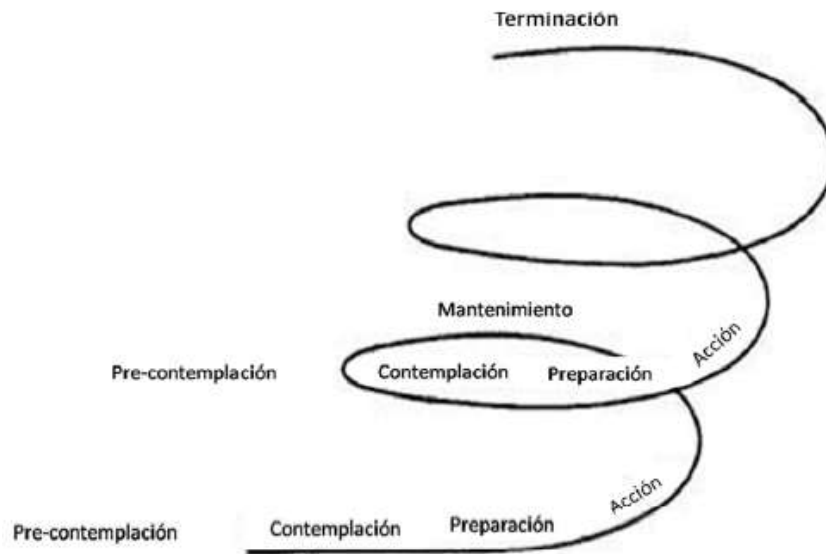 Terminación
Mantenimiento
Pre-contemplación Contemplación Preparación Acción
Pre-contemplación Contemplación Preparación Acción